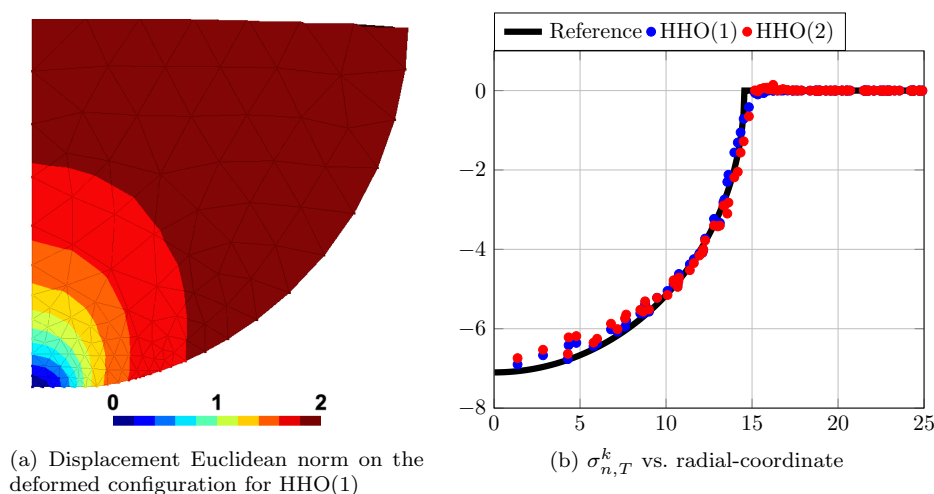 Reference HHO(1) HHO(2)
0
−2
−4
−6
−8
0 5 10 15 20 25
0 1 2
(a) Displacement Euclidean norm on the
deformed configuration for HHO(1)
(b) σ^k_{n,T} vs. radial-coordinate